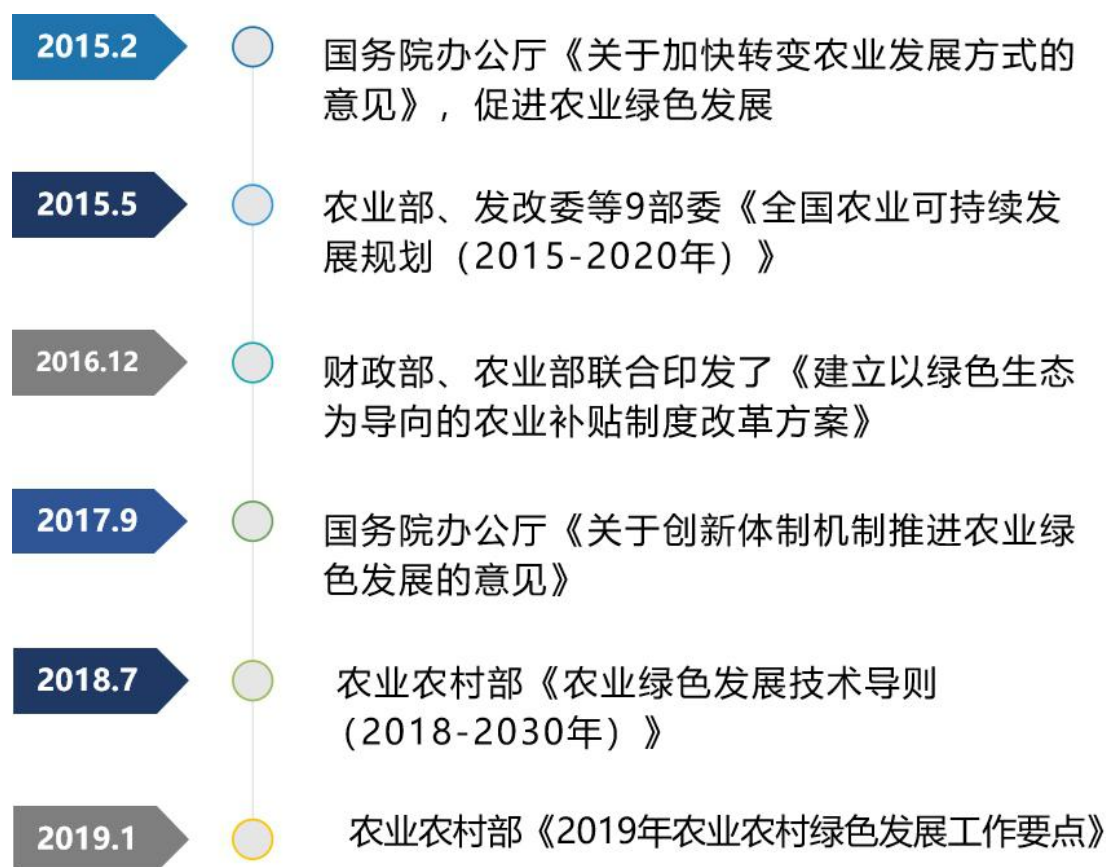 2015.2
国务院办公厅《关于加快转变农业发展方式的
意见》，促进农业绿色发展
2015.5
农业部、发改委等9部委《全国农业可持续发
展规划（2015-2020年）》
2016.12
财政部、农业部联合印发了《建立以绿色生态
为导向的农业补贴制度改革方案》
2017.9
国务院办公厅《关于创新体制机制推进农业绿
色发展的意见》
2018.7
农业农村部《农业绿色发展技术导则
（2018-2030年）》
2019.1
农业农村部《2019年农业农村绿色发展工作要点》